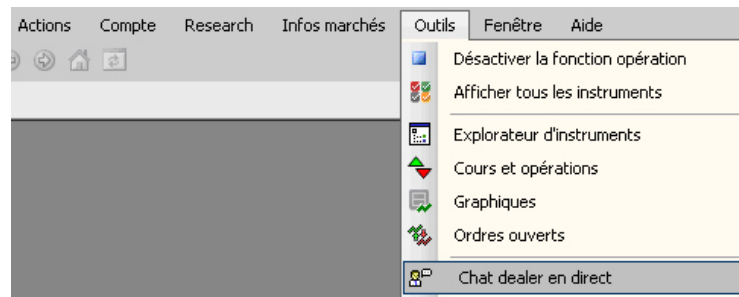 Actions Compte Research Infos marchés Outils Fenêtre Aide
Désactiver la fonction opération
Afficher tous les instruments
Explorateur d'instruments
Cours et opérations
Graphiques
Ordres ouverts
Chat dealer en direct